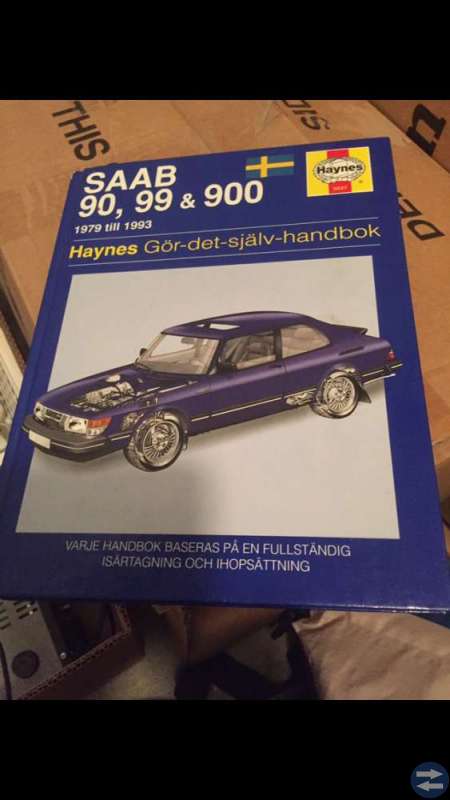 SAAB
90, 99 & 900
1979 till 1993
Haynes
Haynes Gör-det-själv-handbok
VARJE HANDBOK BASERAS PÅ EN FULLSTÄNDIG
ISÄRTAGNING OCH IHOPSÄTTNING
THIS
THIS